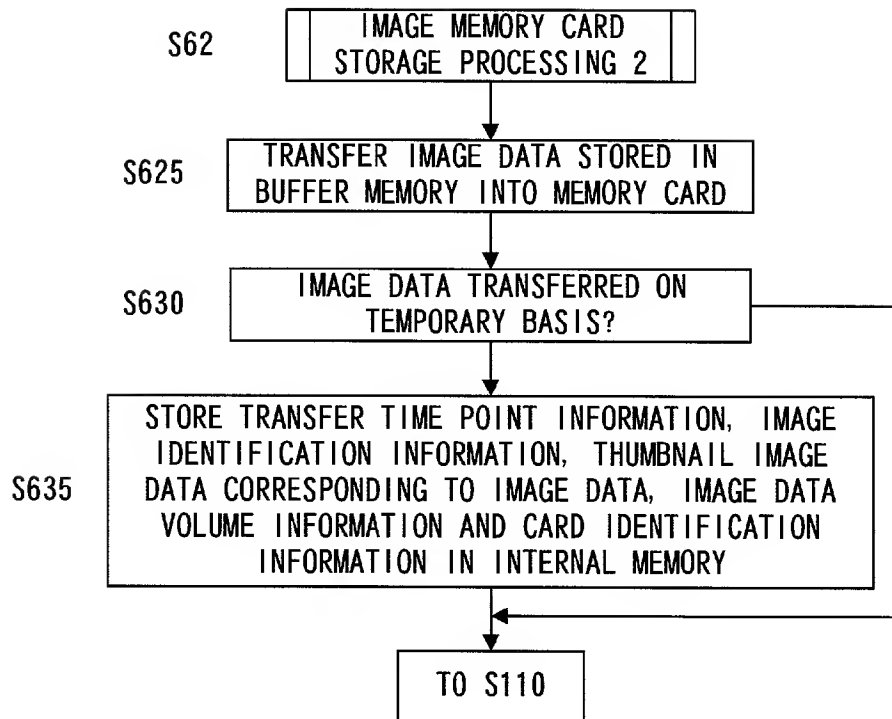 S62
IMAGE MEMORY CARD
STORAGE PROCESSING 2
S625
TRANSFER IMAGE DATA STORED IN
BUFFER MEMORY INTO MEMORY CARD
S630
IMAGE DATA TRANSFERRED ON
TEMPORARY BASIS?
S635
STORE TRANSFER TIME POINT INFORMATION, IMAGE
IDENTIFICATION INFORMATION, THUMBNAIL IMAGE
DATA CORRESPONDING TO IMAGE DATA, IMAGE DATA
VOLUME INFORMATION AND CARD IDENTIFICATION
INFORMATION IN INTERNAL MEMORY
TO S110